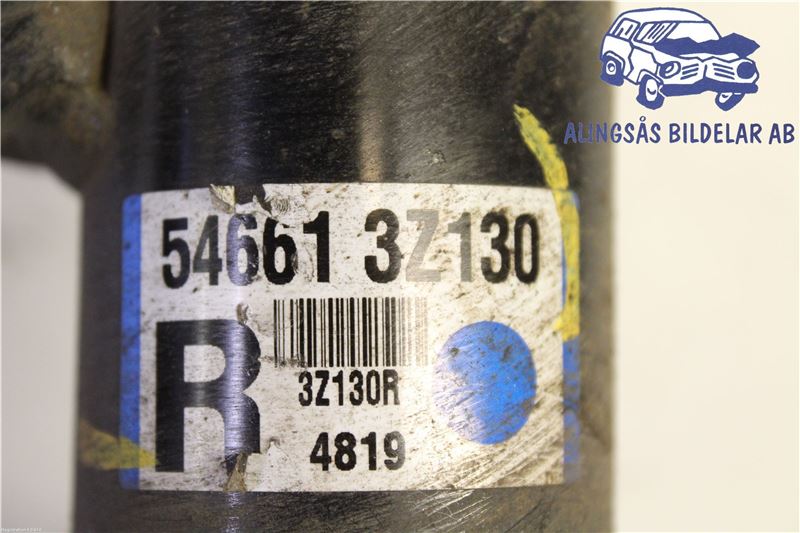 ALINGSÅS BILDELAR AB
54661 3Z130
R
3Z130R
4819